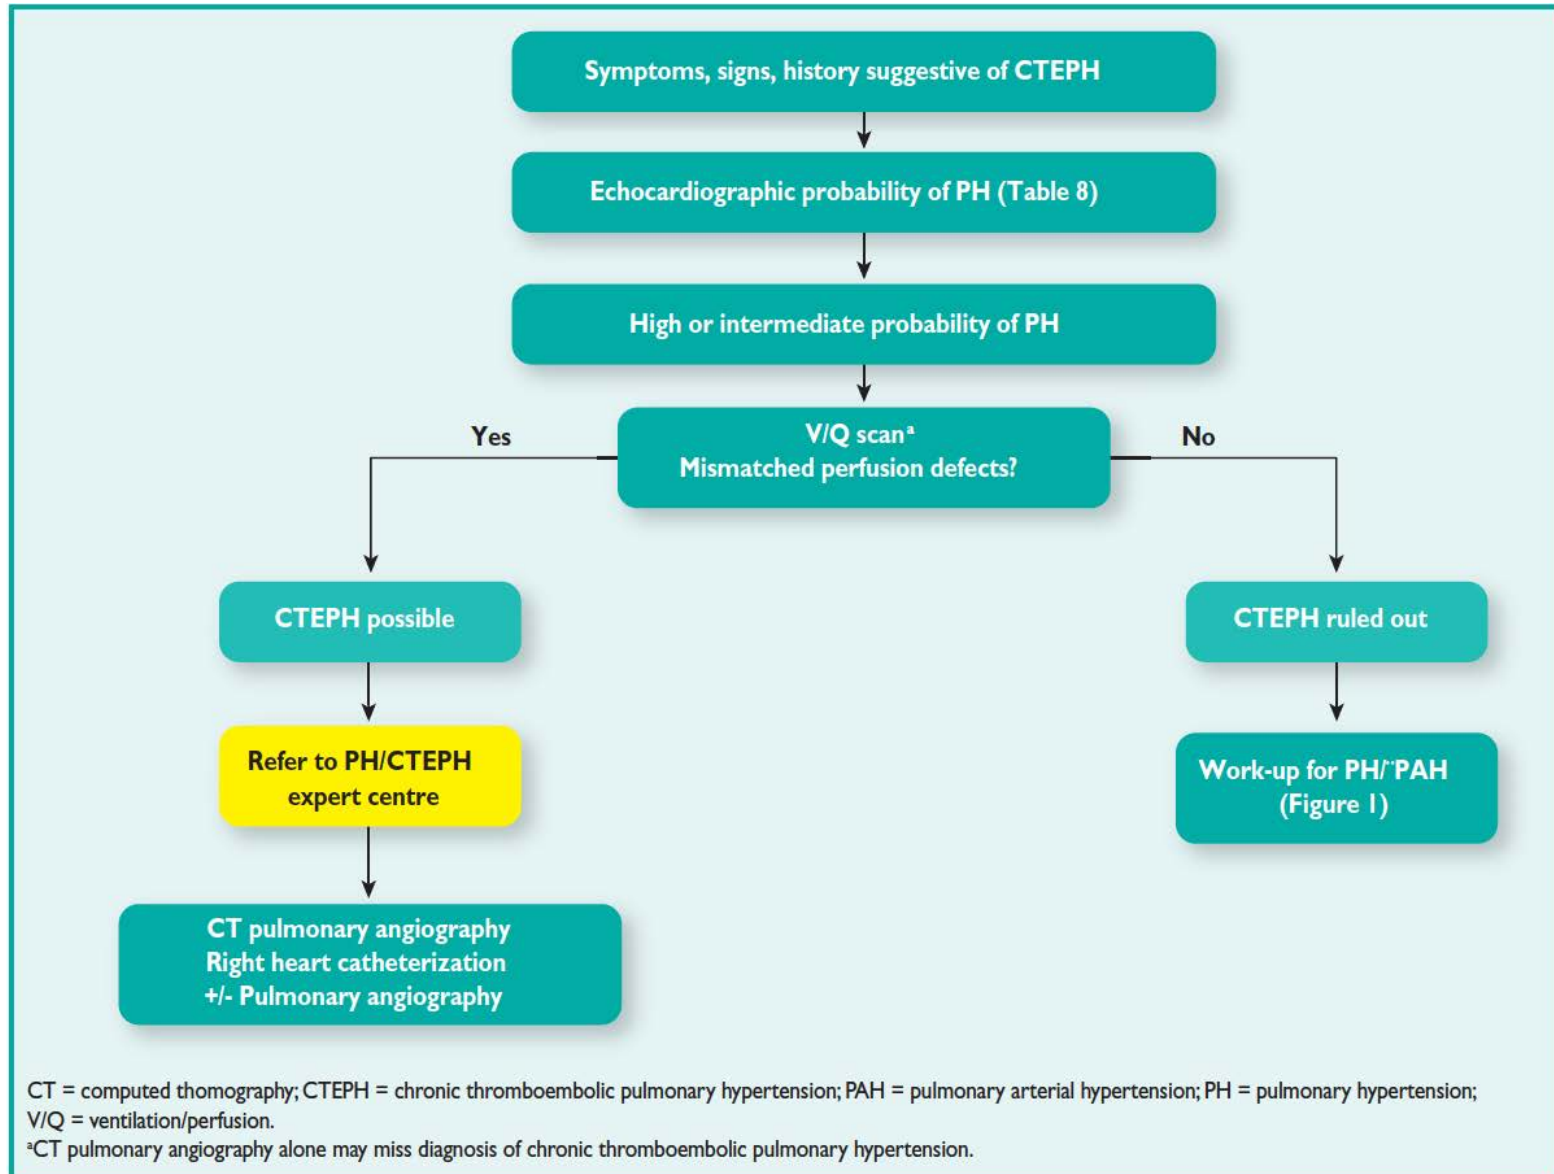 Symptoms, signs, history suggestive of CTEPH
Echocardiographic probability of PH (Table 8)
High or intermediate probability of PH
Yes
V/Q scanᵃ
Mismatched perfusion defects?
No
CTEPH possible
CTEPH ruled out
Refer to PH/CTEPH
expert centre
Work-up for PH/¨PAH
(Figure 1)
CT pulmonary angiography
Right heart catheterization
+/- Pulmonary angiography
CT = computed thomography; CTEPH = chronic thromboembolic pulmonary hypertension; PAH = pulmonary arterial hypertension; PH = pulmonary hypertension;
V/Q = ventilation/perfusion.
ᵃCT pulmonary angiography alone may miss diagnosis of chronic thromboembolic pulmonary hypertension.